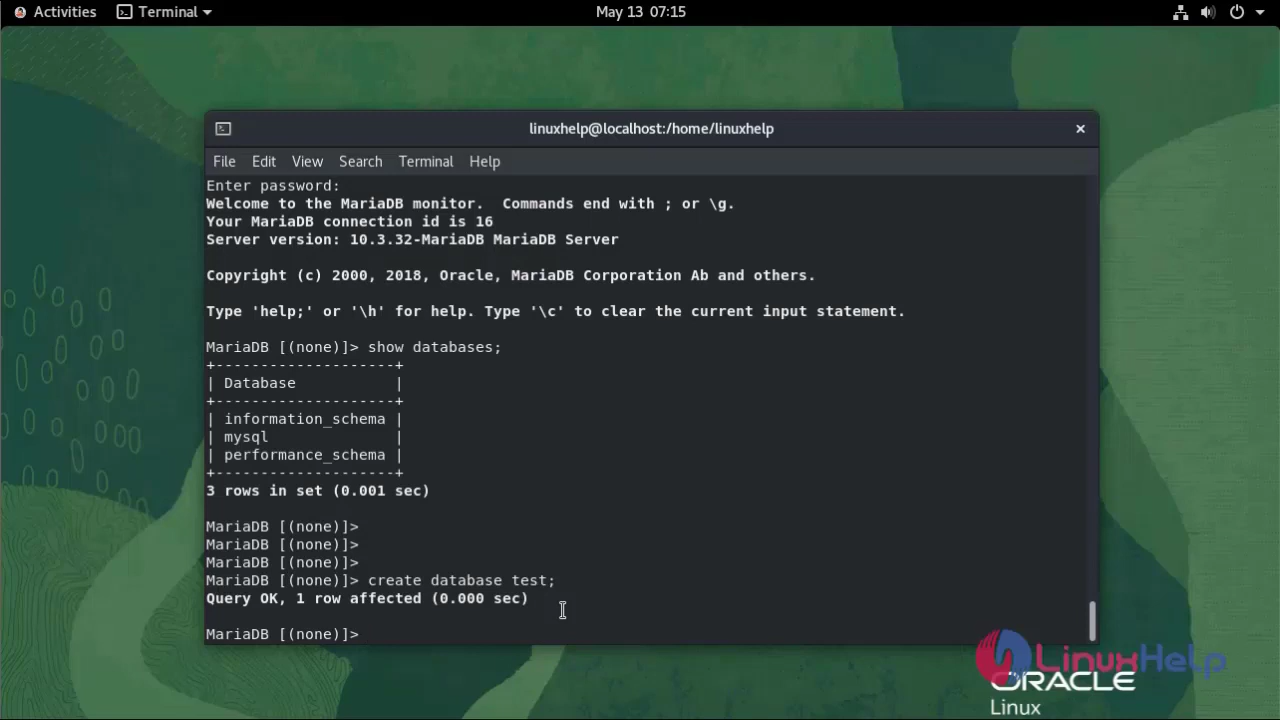 Activities Terminal May 13 07:15
linuxhelp@localhost:/home/linuxhelp
File Edit View Search Terminal Help
Enter password:
Welcome to the MariaDB monitor.  Commands end with ; or \g.
Your MariaDB connection id is 16
Server version: 10.3.32-MariaDB MariaDB Server
Copyright (c) 2000, 2018, Oracle, MariaDB Corporation Ab and others.
Type 'help;' or '\h' for help. Type '\c' to clear the current input statement.
MariaDB [(none)]> show databases;
+--------------------+
| Database           |
+--------------------+
| information_schema |
| mysql              |
| performance_schema |
+--------------------+
3 rows in set (0.001 sec)
MariaDB [(none)]>
MariaDB [(none)]>
MariaDB [(none)]>
MariaDB [(none)]> create database test;
Query OK, 1 row affected (0.000 sec)
MariaDB [(none)]>
LinuxHelp
ORACLE
Linux